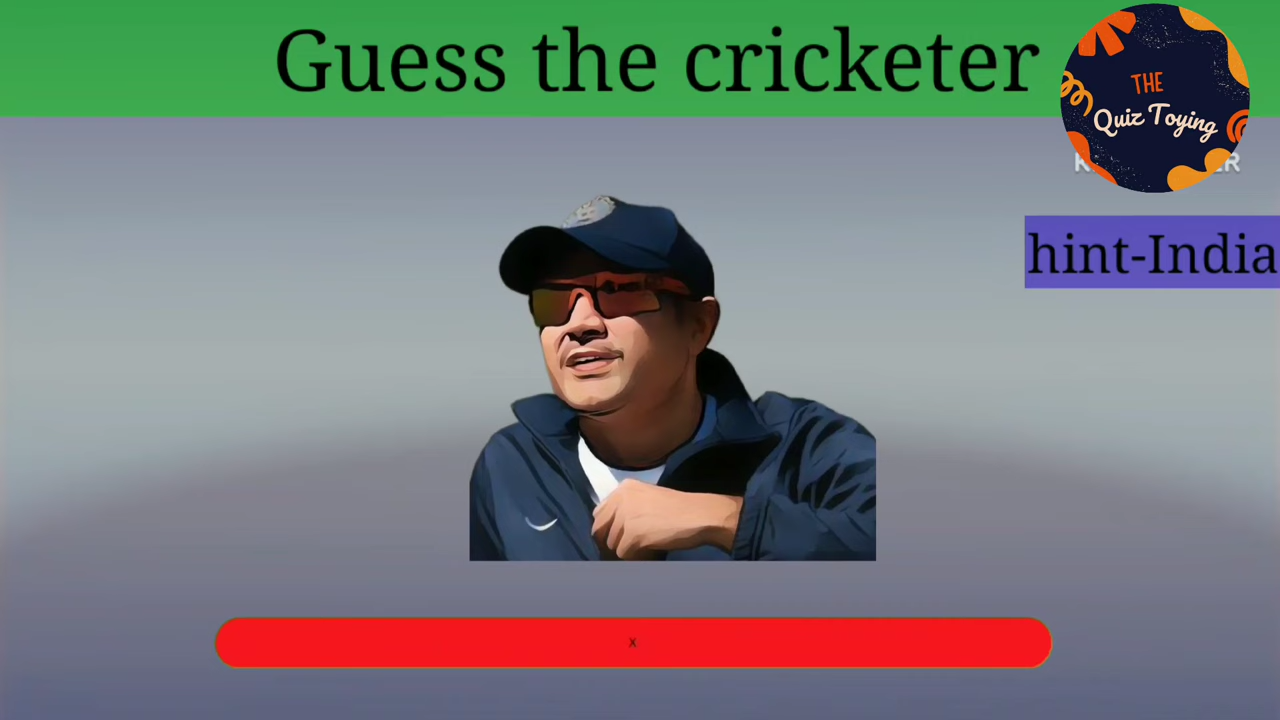 Guess the cricketer
THE
Quiz Toying
hint-India
x